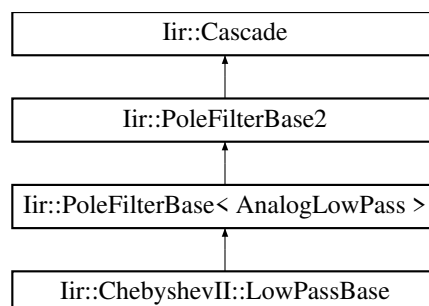 Iir::Cascade
Iir::PoleFilterBase2
Iir::PoleFilterBase< AnalogLowPass >
Iir::ChebyshevII::LowPassBase